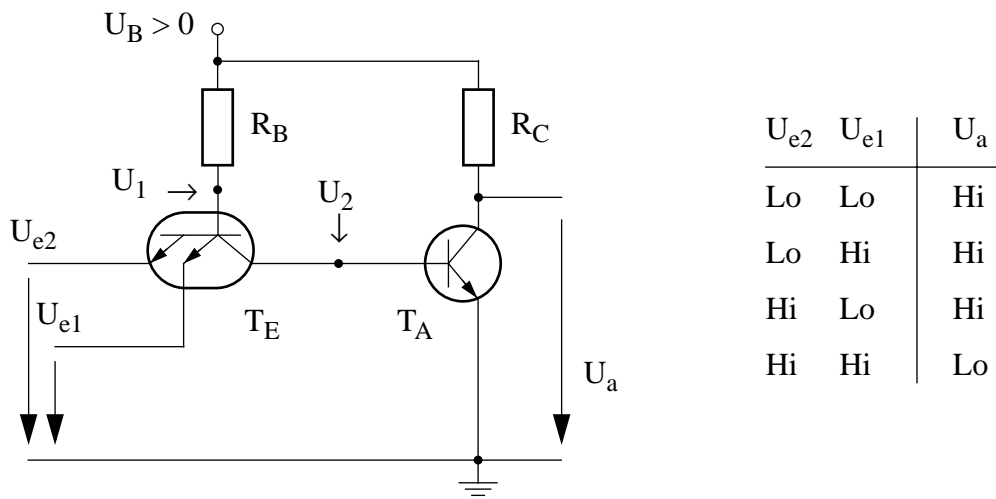 U_B > 0
R_B
R_C
U_1
U_2
U_e2
U_e1
T_E
T_A
U_a
U_e2 U_e1 U_a
Lo Lo Hi
Lo Hi Hi
Hi Lo Hi
Hi Hi Lo